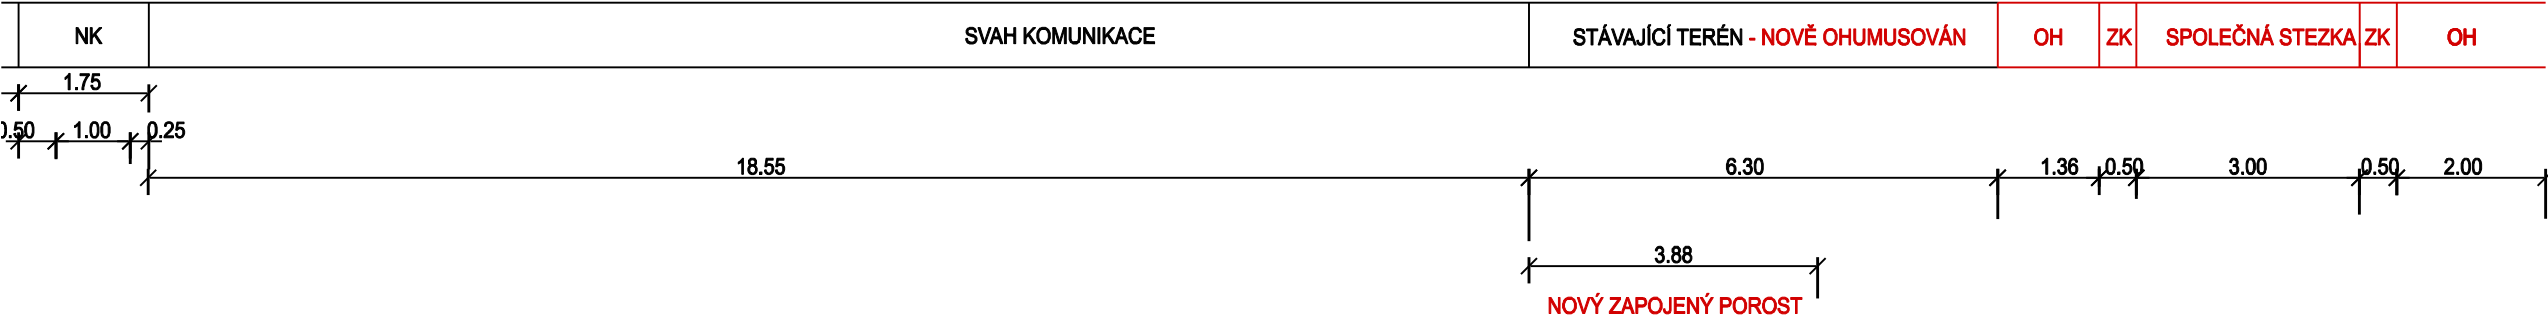 NK SVAH KOMUNIKACE STÁVAJÍCÍ TERÉN - NOVĚ OHUMUSOVÁN OH ZK SPOLEČNÁ STEZKA ZK OH
1.75
0.50 1.00 0.25
18.55 6.30 1.36 0.50 3.00 0.50 2.00
3.88
NOVÝ ZAPOJENÝ POROST